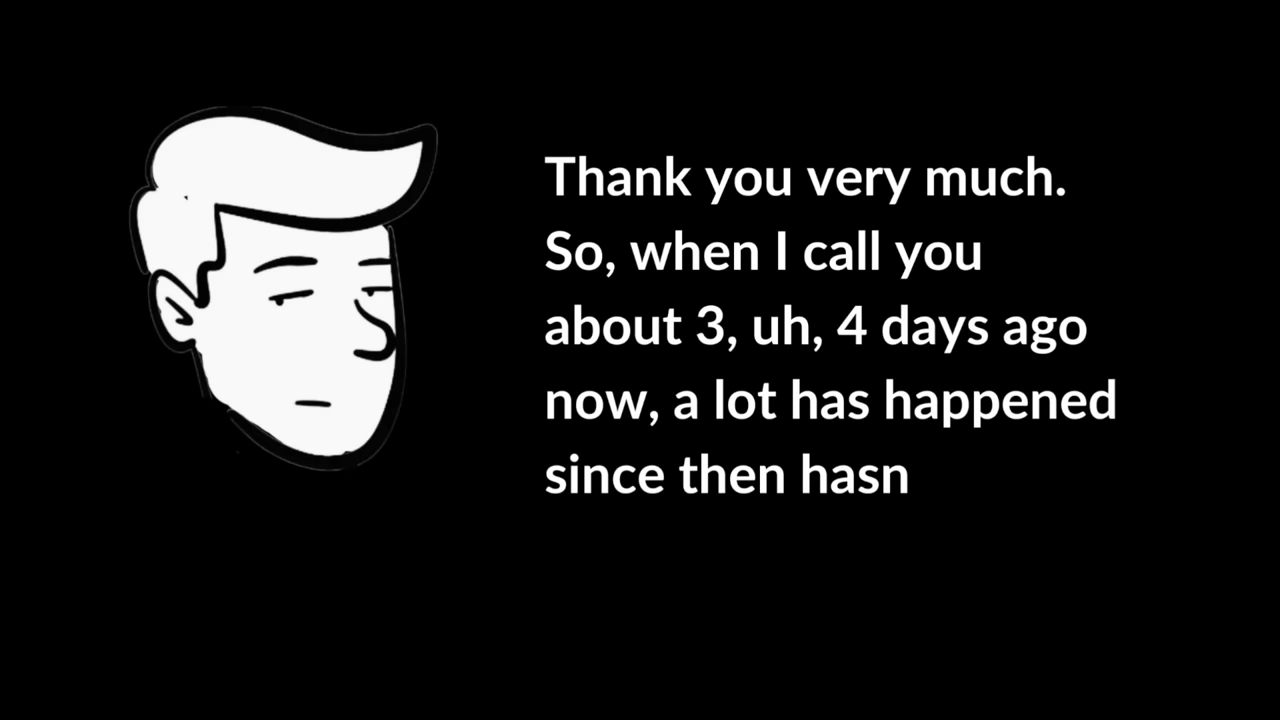 Thank you very much.
So, when I call you
about 3, uh, 4 days ago
now, a lot has happened
since then hasn